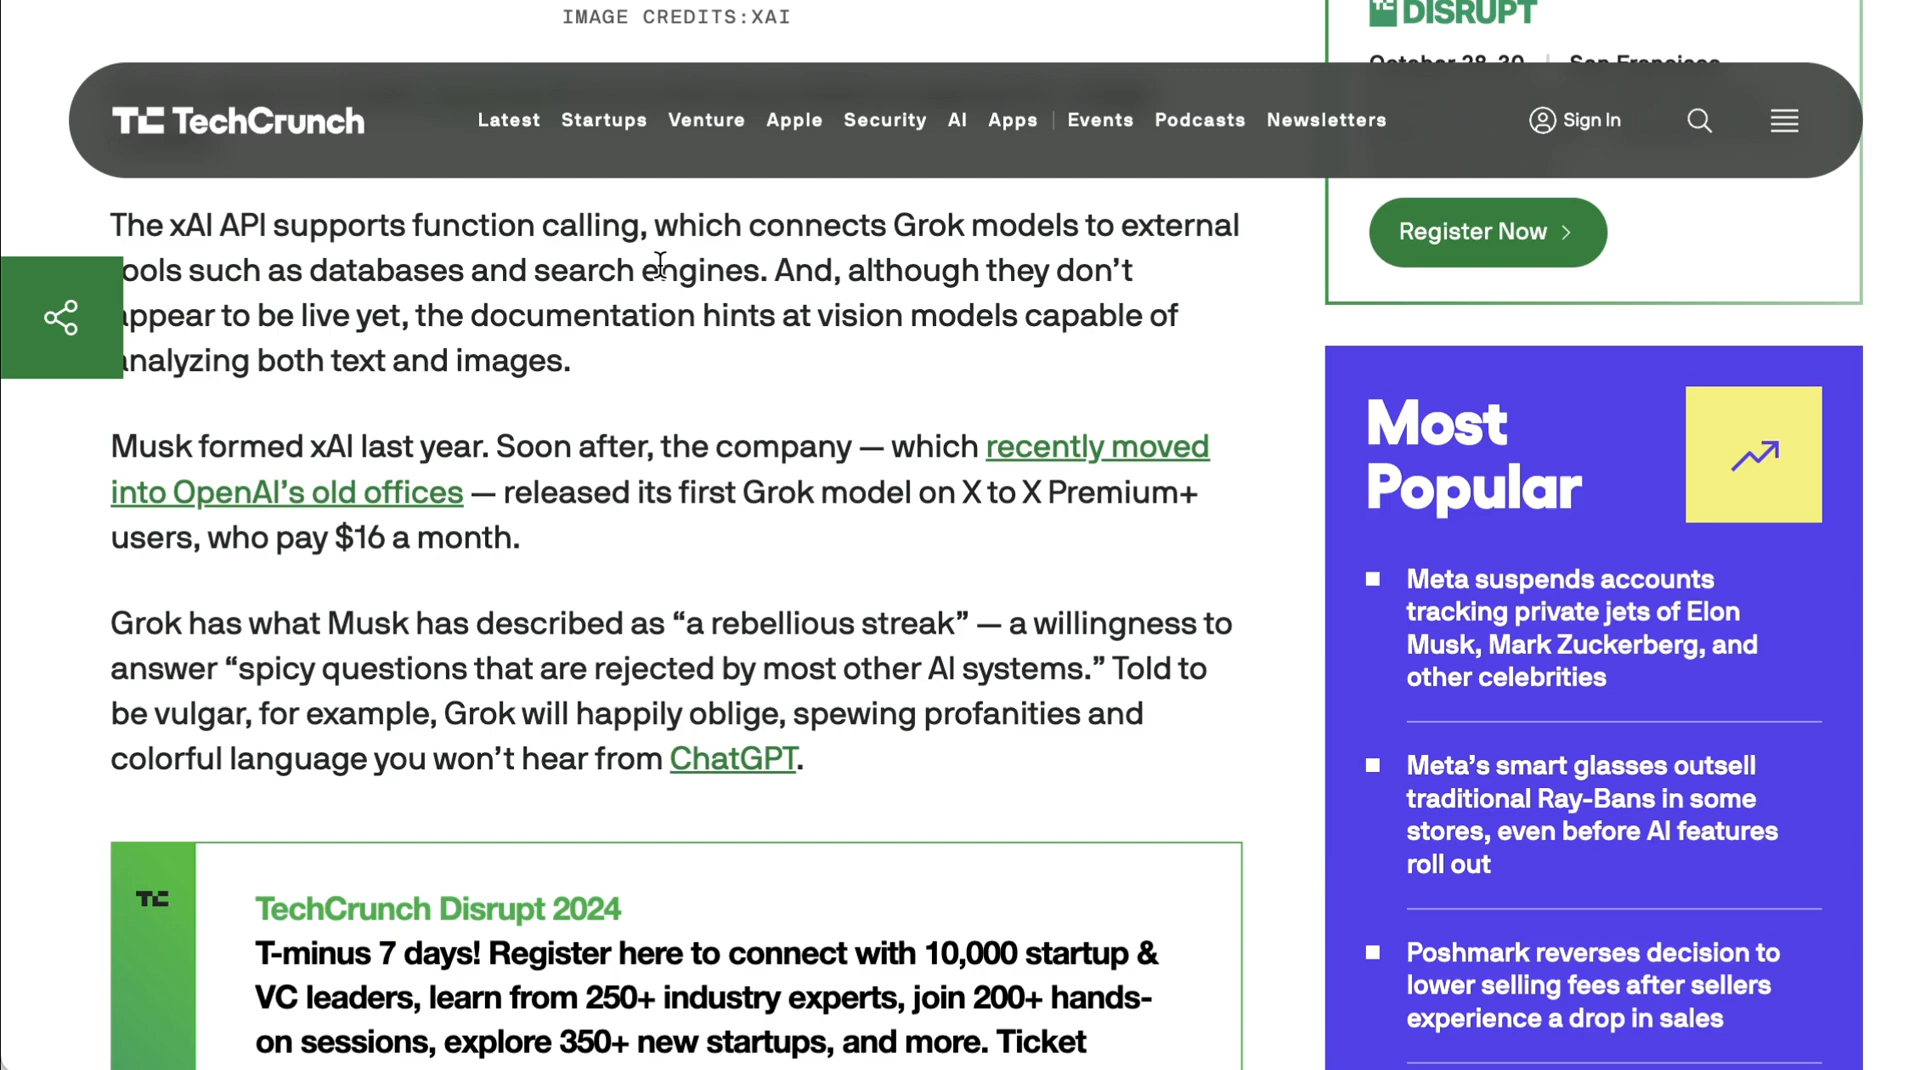 IMAGE CREDITS:XAI
DISRUPT
October 28-30 | San Francisco
TechCrunch
Latest Startups Venture Apple Security AI Apps | Events Podcasts Newsletters
Sign In
The xAI API supports function calling, which connects Grok models to external
ools such as databases and search engines. And, although they don’t
appear to be live yet, the documentation hints at vision models capable of
analyzing both text and images.
Musk formed xAI last year. Soon after, the company — which recently moved
into OpenAI’s old offices — released its first Grok model on X to X Premium+
users, who pay $16 a month.
Grok has what Musk has described as “a rebellious streak” — a willingness to
answer “spicy questions that are rejected by most other AI systems.” Told to
be vulgar, for example, Grok will happily oblige, spewing profanities and
colorful language you won’t hear from ChatGPT.
TC
TechCrunch Disrupt 2024
T-minus 7 days! Register here to connect with 10,000 startup &
VC leaders, learn from 250+ industry experts, join 200+ hands-
on sessions, explore 350+ new startups, and more. Ticket
Register Now
Most
Popular
Meta suspends accounts
tracking private jets of Elon
Musk, Mark Zuckerberg, and
other celebrities
Meta’s smart glasses outsell
traditional Ray-Bans in some
stores, even before AI features
roll out
Poshmark reverses decision to
lower selling fees after sellers
experience a drop in sales